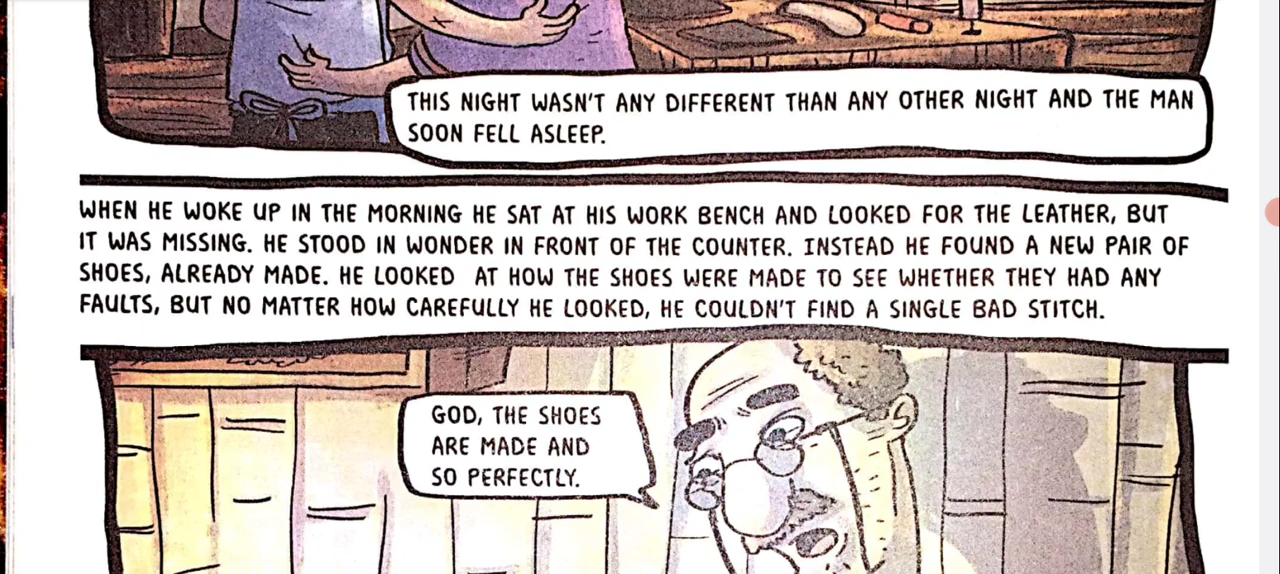 THIS NIGHT WASN'T ANY DIFFERENT THAN ANY OTHER NIGHT AND THE MAN
SOON FELL ASLEEP.
WHEN HE WOKE UP IN THE MORNING HE SAT AT HIS WORK BENCH AND LOOKED FOR THE LEATHER, BUT
IT WAS MISSING. HE STOOD IN WONDER IN FRONT OF THE COUNTER. INSTEAD HE FOUND A NEW PAIR OF
SHOES, ALREADY MADE. HE LOOKED AT HOW THE SHOES WERE MADE TO SEE WHETHER THEY HAD ANY
FAULTS, BUT NO MATTER HOW CAREFULLY HE LOOKED, HE COULDN'T FIND A SINGLE BAD STITCH.
GOD, THE SHOES
ARE MADE AND
SO PERFECTLY.